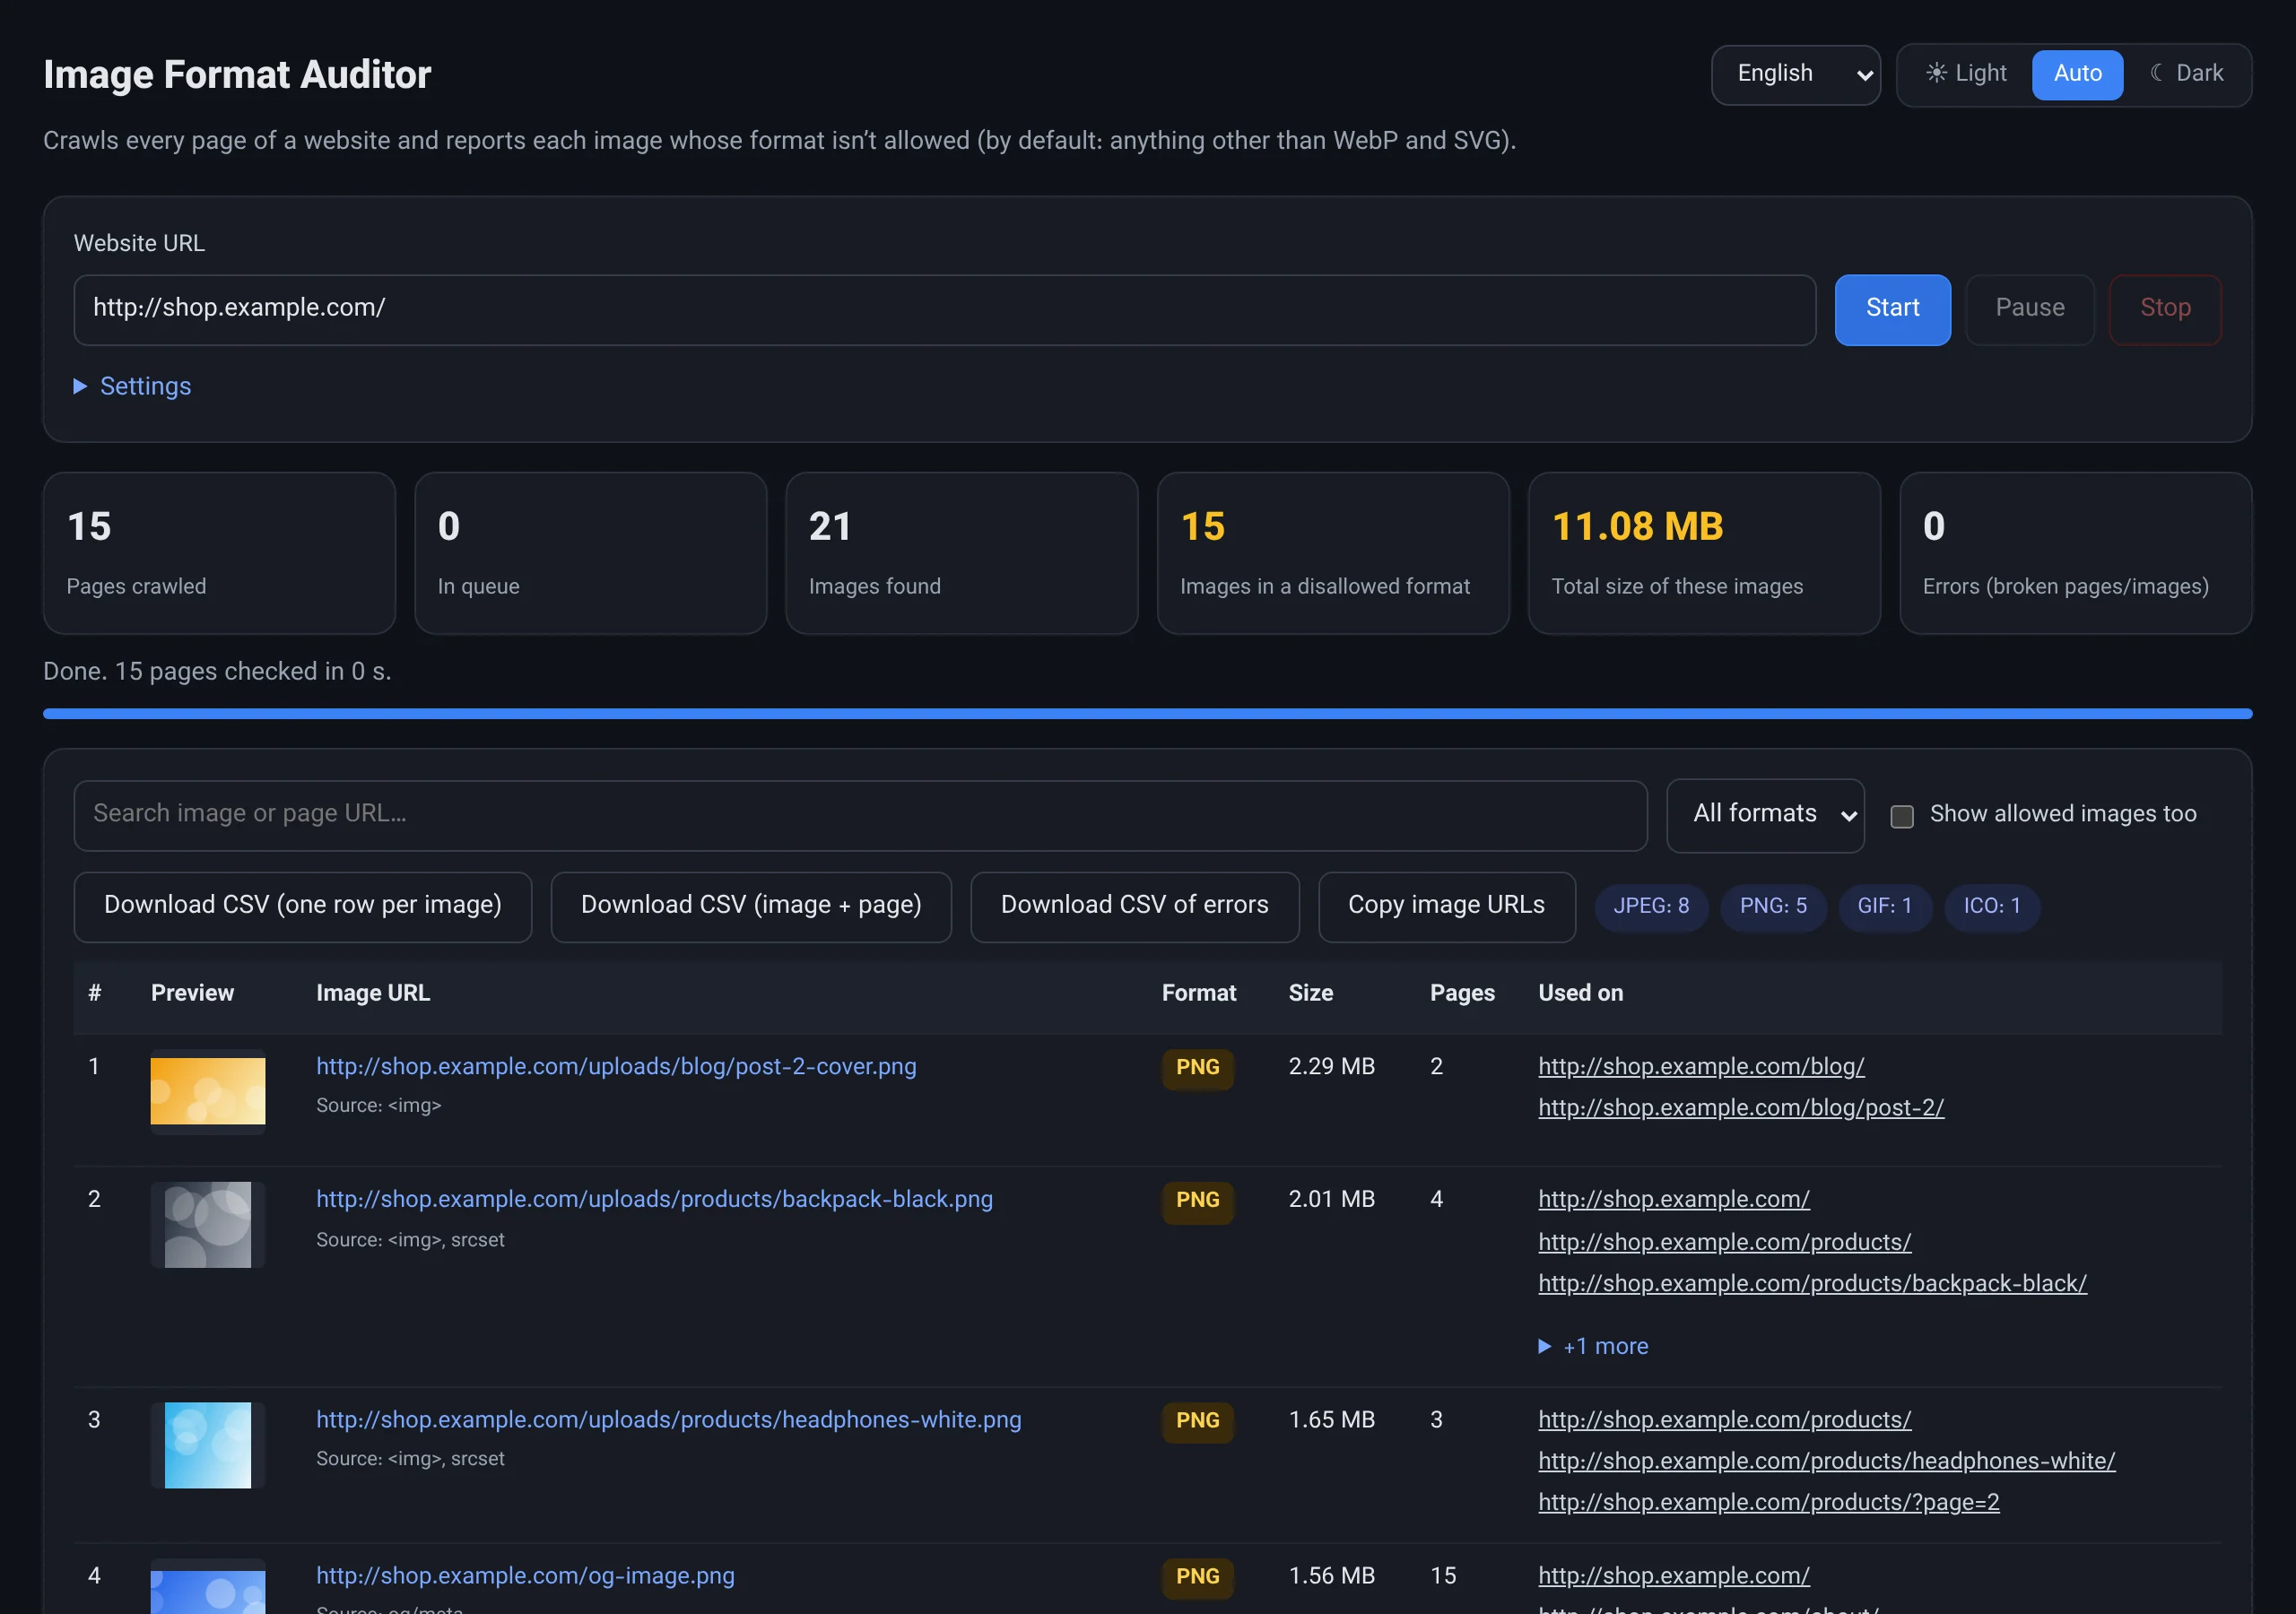 Image Format Auditor
English
☀ Light Auto ☾ Dark
Crawls every page of a website and reports each image whose format isn’t allowed (by default: anything other than WebP and SVG).
Website URL
http://shop.example.com/
Start Pause Stop
▶ Settings
15
Pages crawled
0
In queue
21
Images found
15
Images in a disallowed format
11.08 MB
Total size of these images
0
Errors (broken pages/images)
Done. 15 pages checked in 0 s.
Search image or page URL…
All formats
Show allowed images too
Download CSV (one row per image)
Download CSV (image + page)
Download CSV of errors
Copy image URLs
JPEG: 8 PNG: 5 GIF: 1 ICO: 1
# Preview Image URL Format Size Pages Used on
1 http://shop.example.com/uploads/blog/post-2-cover.png PNG 2.29 MB 2 http://shop.example.com/blog/
Source: <img> http://shop.example.com/blog/post-2/
2 http://shop.example.com/uploads/products/backpack-black.png PNG 2.01 MB 4 http://shop.example.com/
Source: <img>, srcset http://shop.example.com/products/
http://shop.example.com/products/backpack-black/
▶ +1 more
3 http://shop.example.com/uploads/products/headphones-white.png PNG 1.65 MB 3 http://shop.example.com/products/
Source: <img>, srcset http://shop.example.com/products/headphones-white/
http://shop.example.com/products/?page=2
4 http://shop.example.com/og-image.png PNG 1.56 MB 15 http://shop.example.com/
Source: og/meta http://shop.example.com/about/